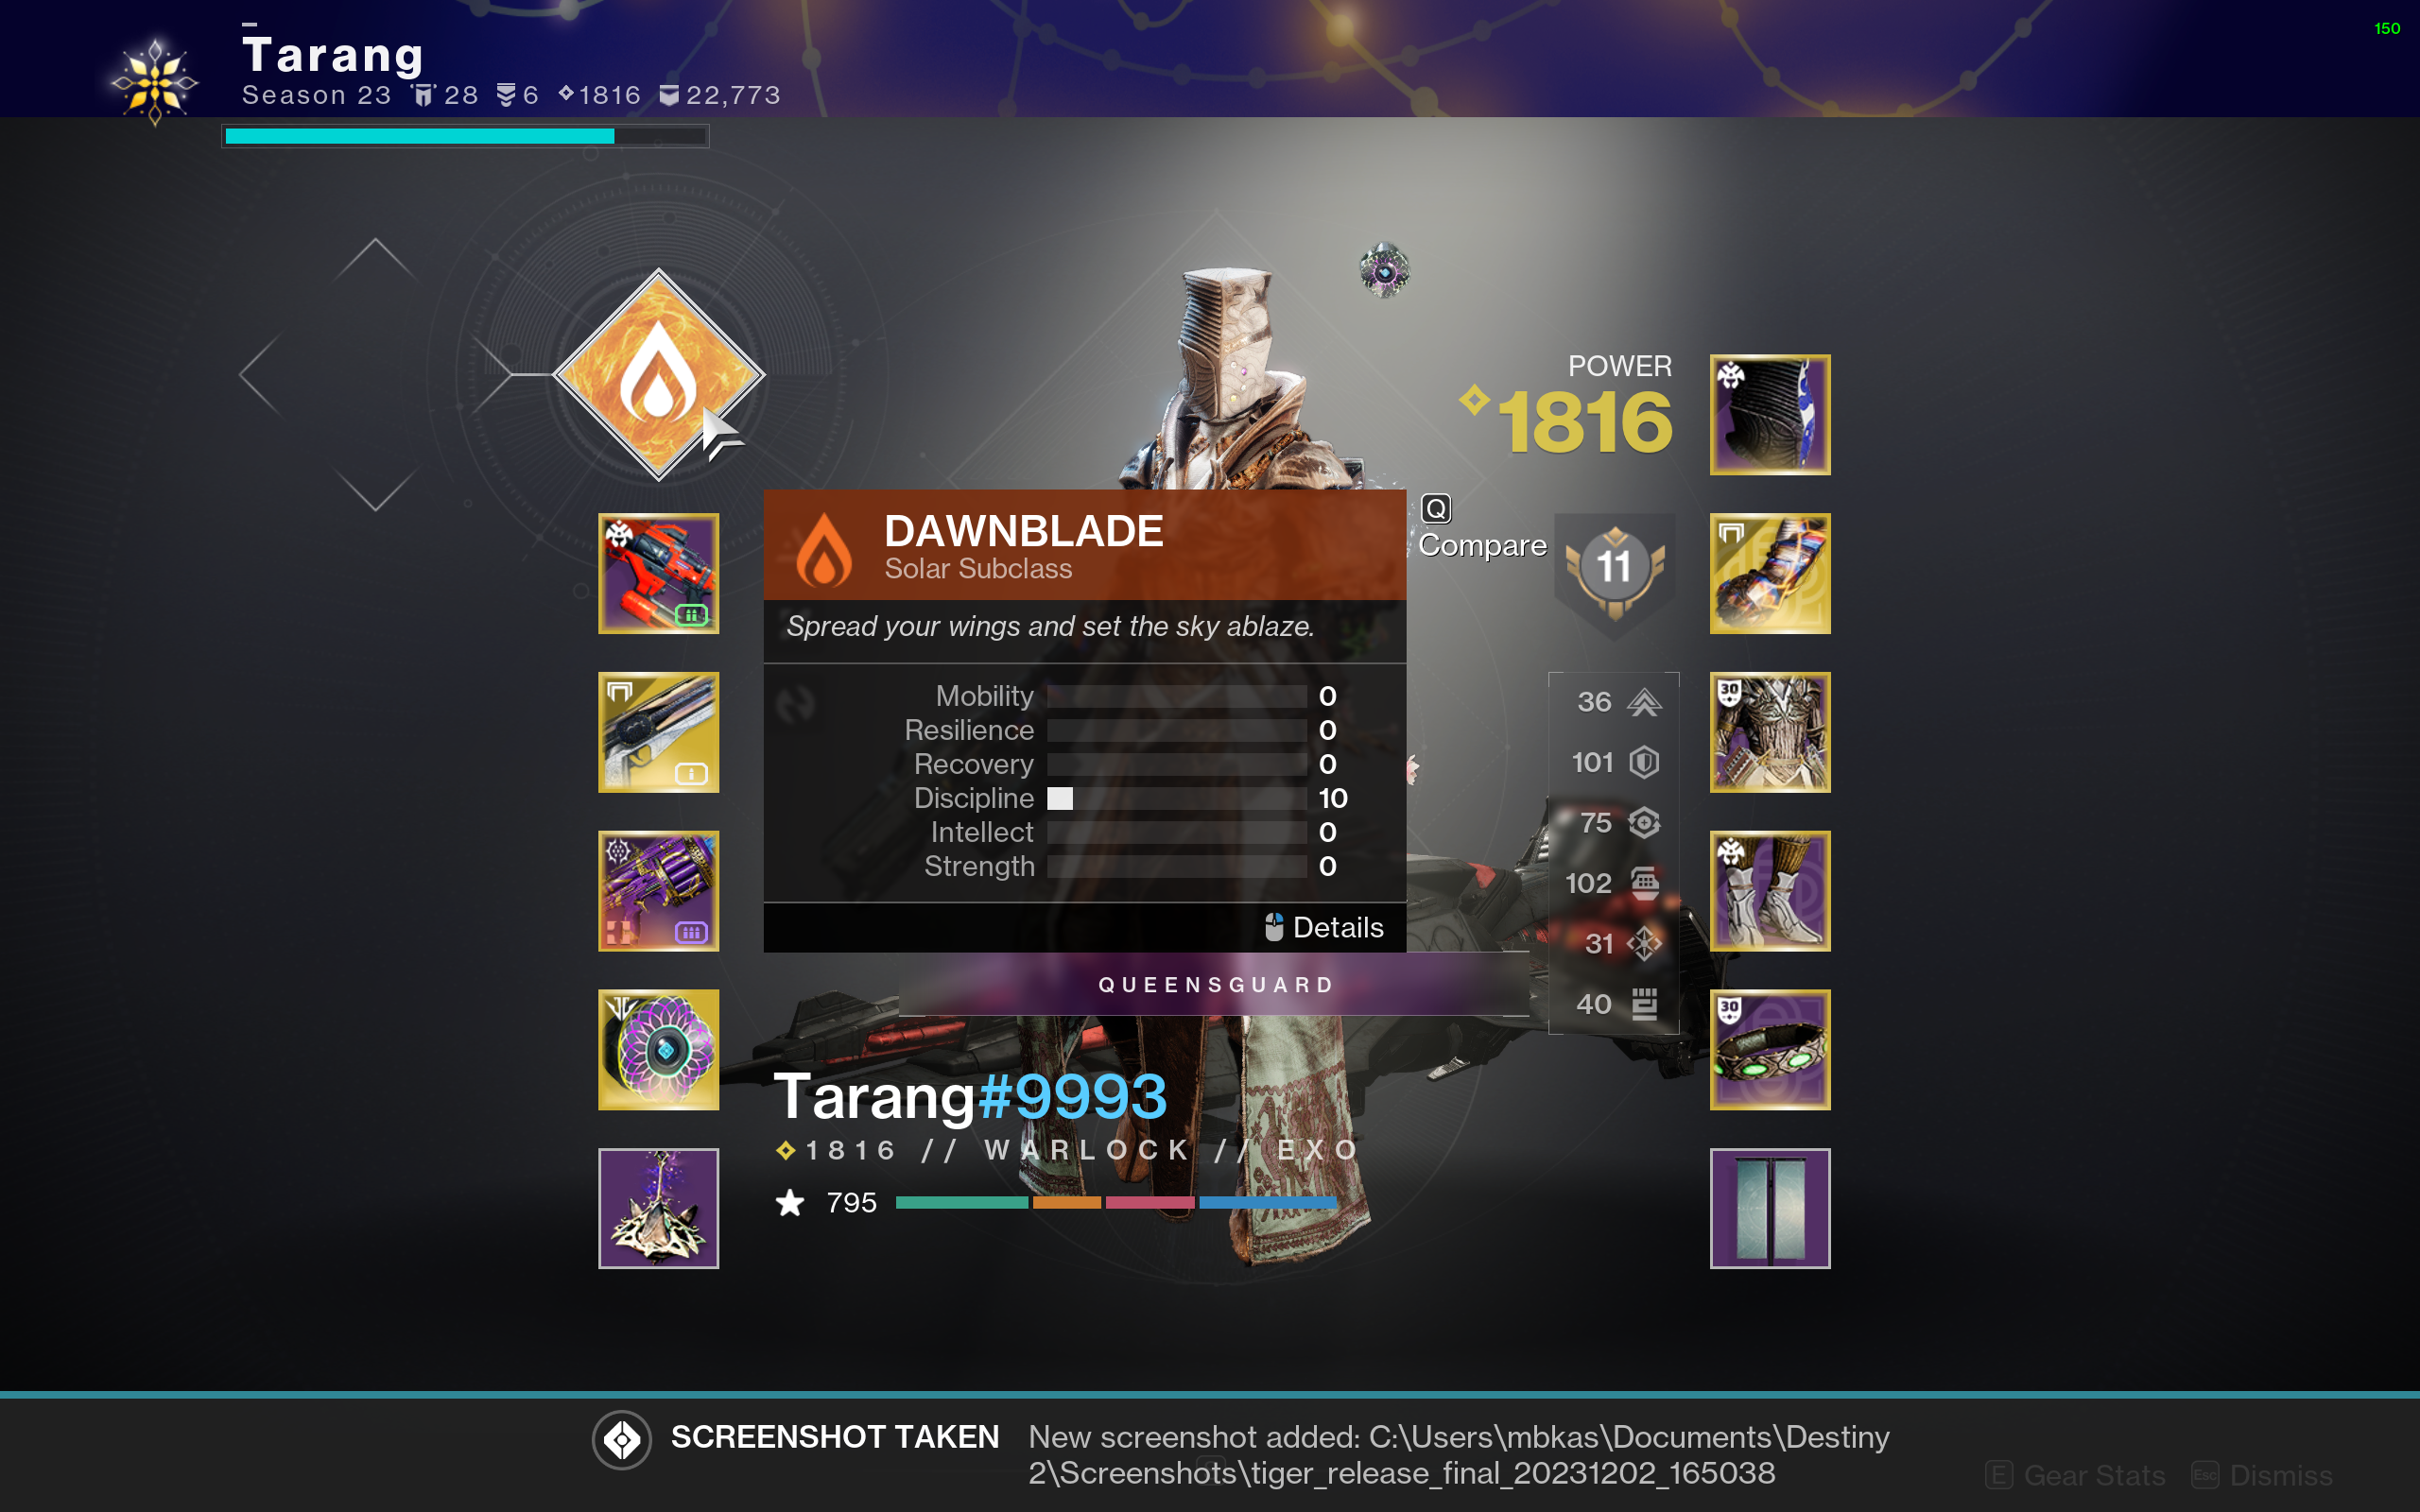 Tarang
150
Season 23 28 6 1816 22,773
POWER
1816
DAWNBLADE
Solar Subclass
Q
Compare
11
Spread your wings and set the sky ablaze.
Mobility 0
Resilience 0
Recovery 0
Discipline 10
Intellect 0
Strength 0
Details
36
101
75
102
31
40
30
30
QUEENSGUARD
Tarang#9993
1816 // WARLOCK // EXO
795
SCREENSHOT TAKEN
New screenshot added: C:\Users\mbkas\Documents\Destiny
2\Screenshots\tiger_release_final_20231202_165038
E Gear Stats Esc Dismiss